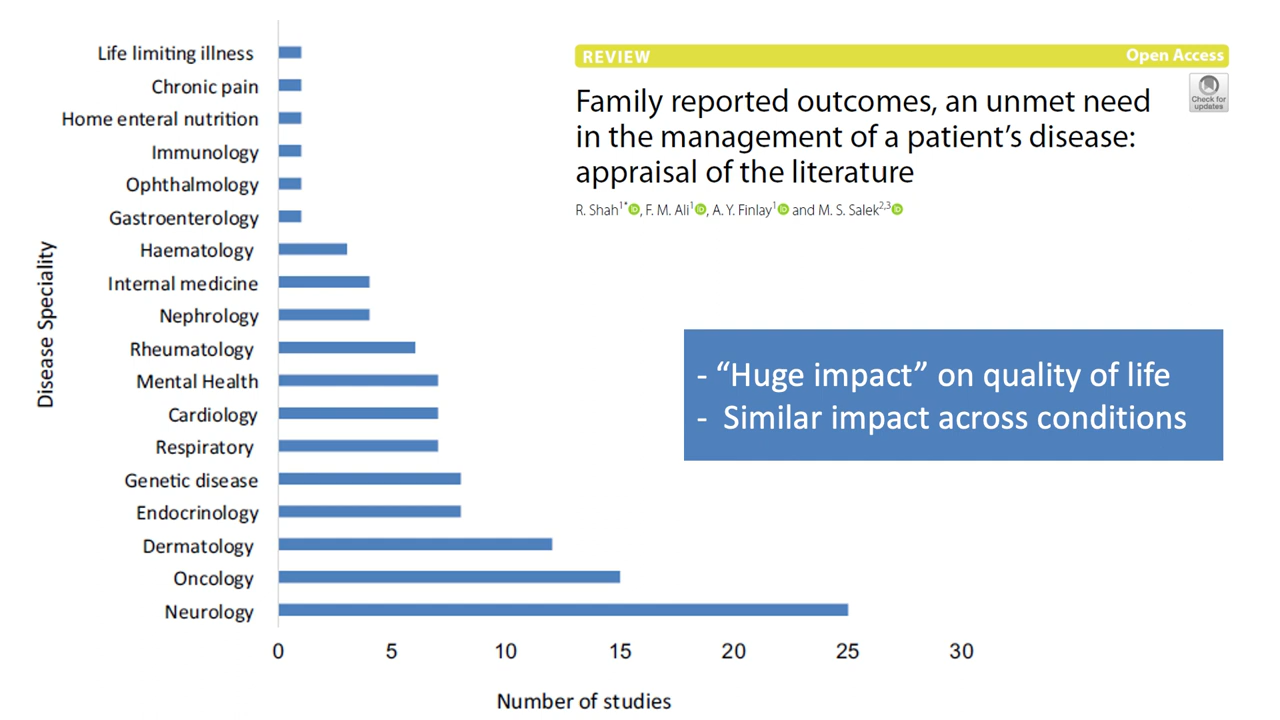 Life limiting illness
Chronic pain
Home enteral nutrition
Immunology
Ophthalmology
Gastroenterology
Haematology
Internal medicine
Nephrology
Rheumatology
Mental Health
Cardiology
Respiratory
Genetic disease
Endocrinology
Dermatology
Oncology
Neurology
Disease Speciality
0 5 10 15 20 25 30
Number of studies
REVIEW Open Access
Check for
updates
Family reported outcomes, an unmet need
in the management of a patient’s disease:
appraisal of the literature
R. Shah1*, F. M. Ali1, A. Y. Finlay1 and M. S. Salek2,3
- “Huge impact” on quality of life
- Similar impact across conditions